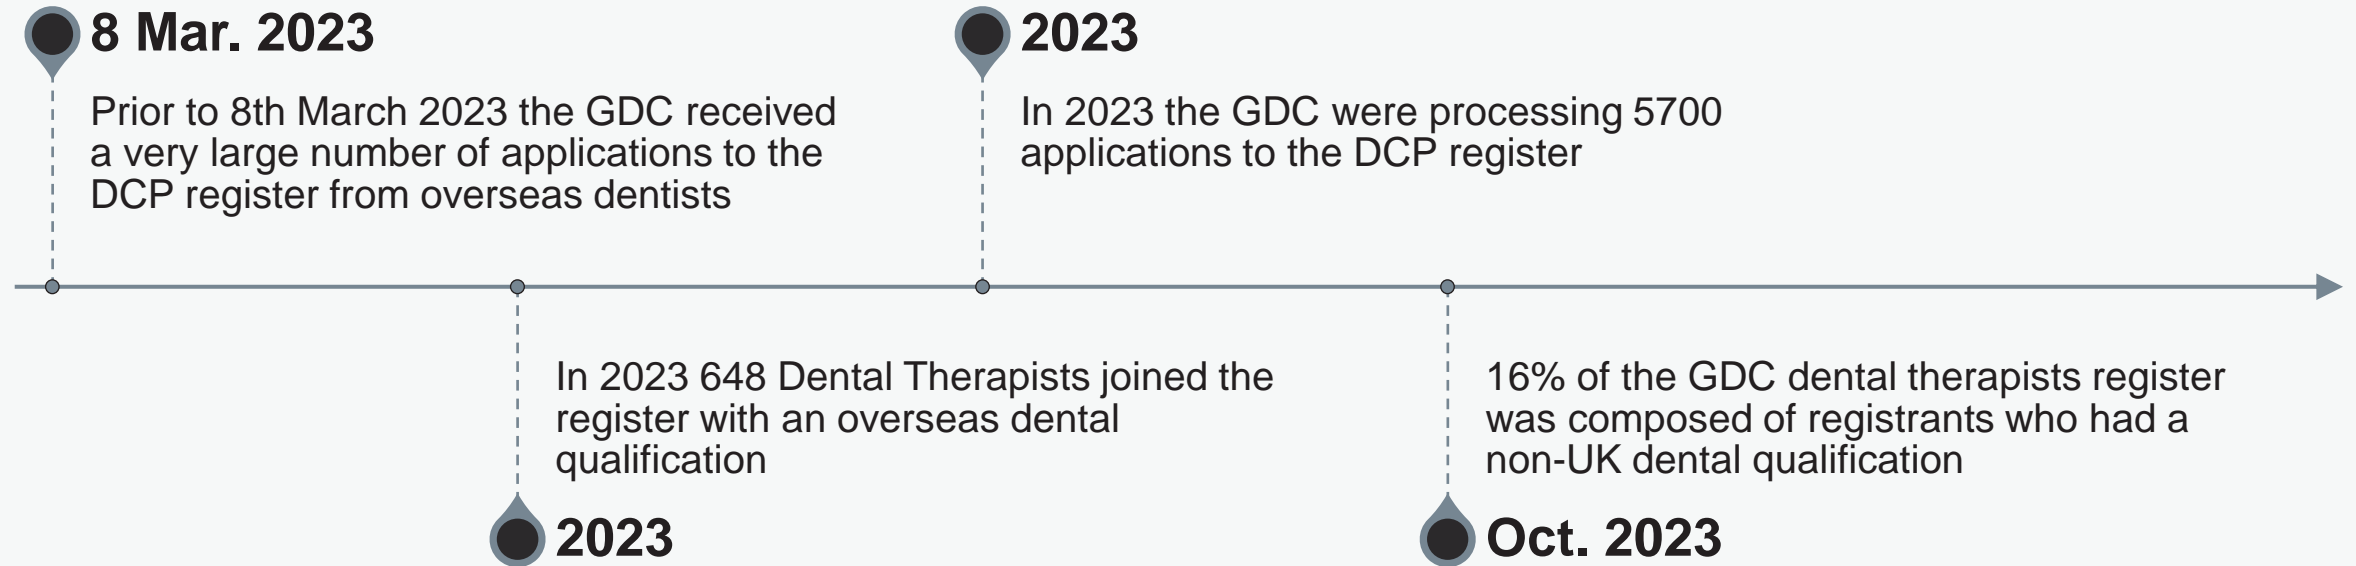 8 Mar. 2023
Prior to 8th March 2023 the GDC received
a very large number of applications to the
DCP register from overseas dentists
In 2023 648 Dental Therapists joined the
register with an overseas dental
qualification
2023
2023
In 2023 the GDC were processing 5700
applications to the DCP register
16% of the GDC dental therapists register
was composed of registrants who had a
non-UK dental qualification
Oct. 2023